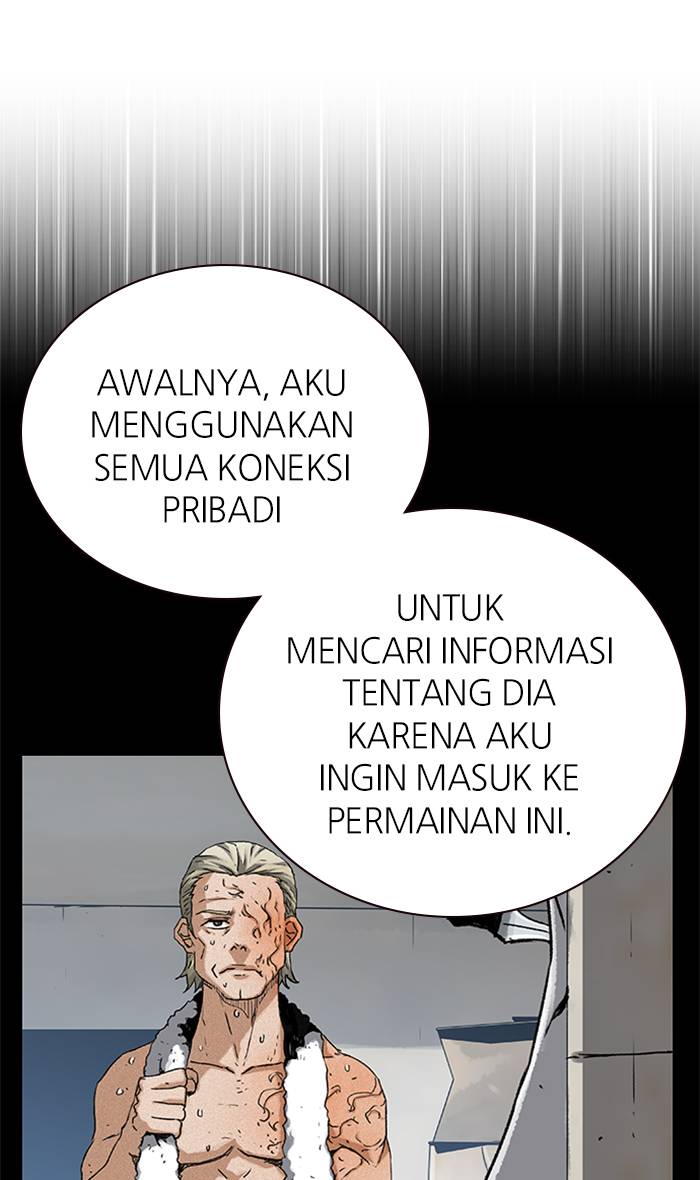 AWALNYA, AKU
MENGGUNAKAN
SEMUA KONEKSI
PRIBADI
UNTUK
MENCARI INFORMASI
TENTANG DIA
KARENA AKU
INGIN MASUK KE
PERMAINAN INI.